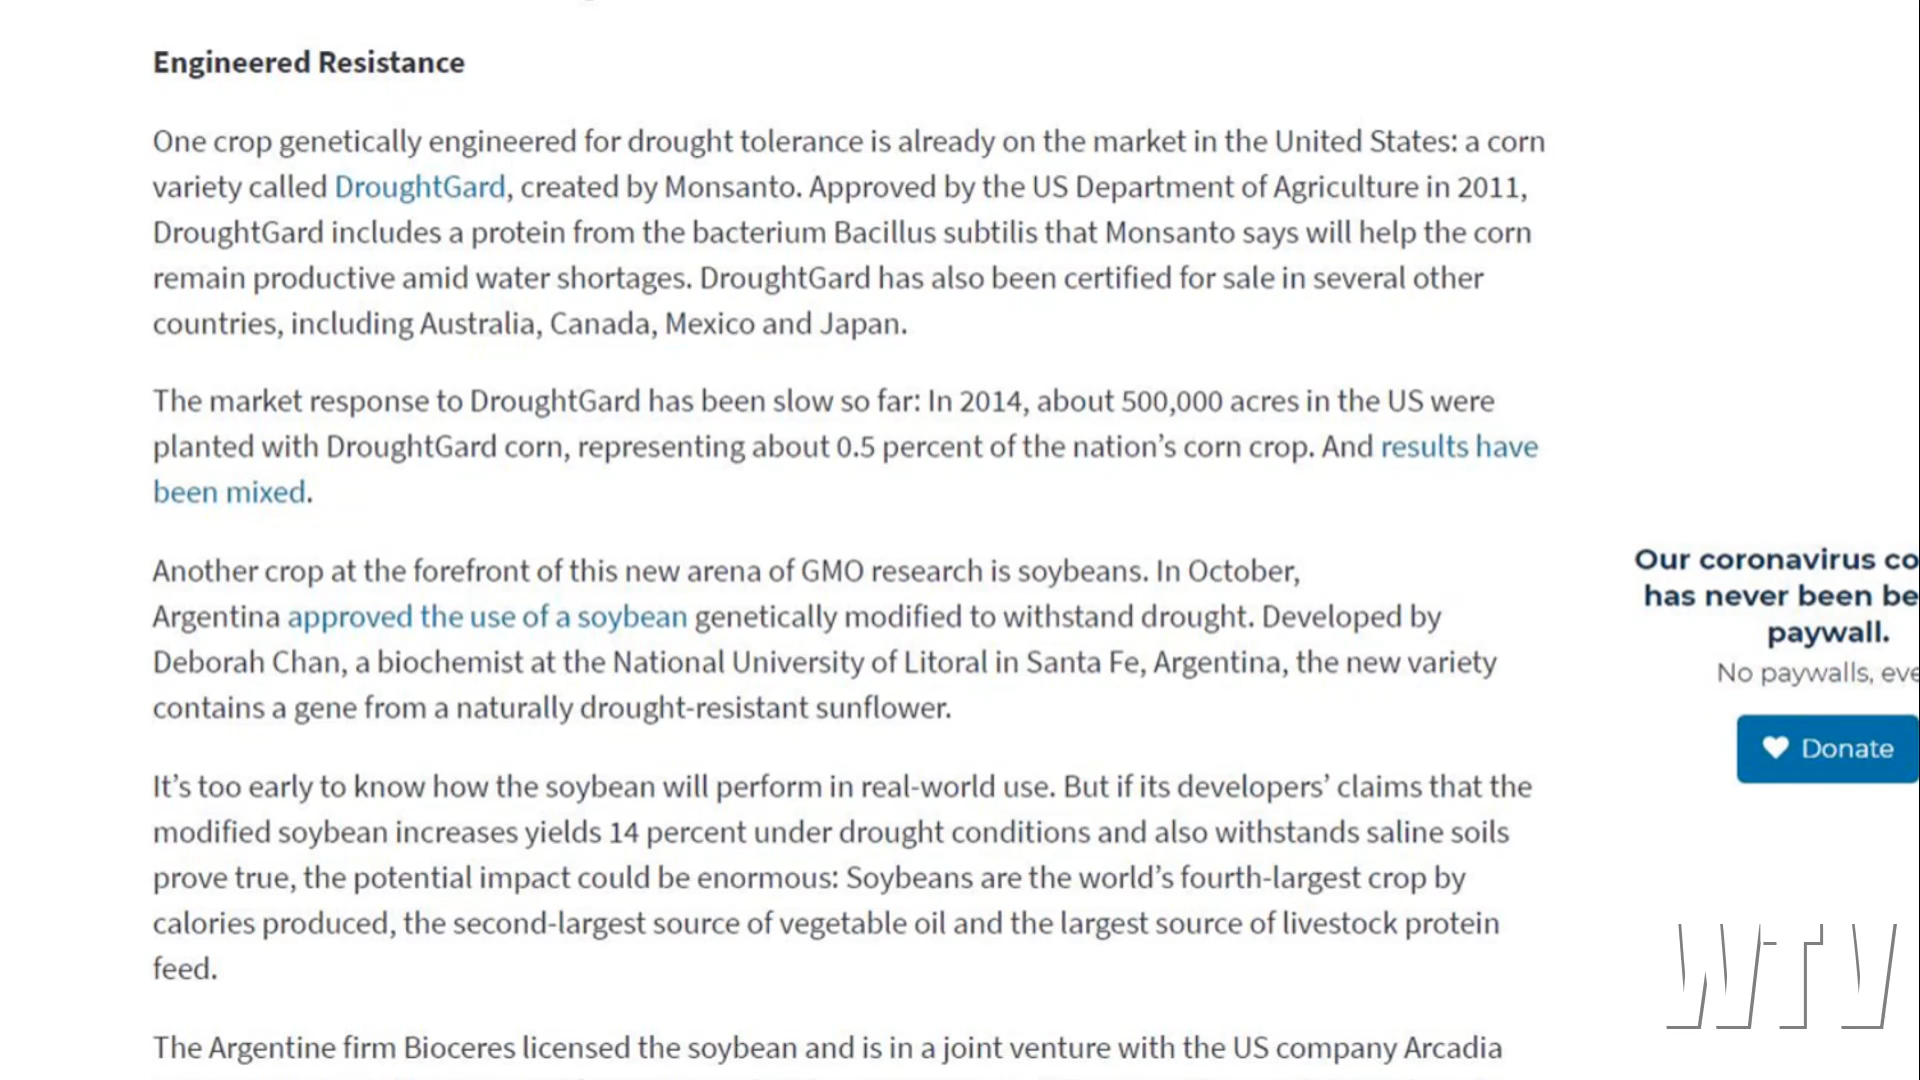 Engineered Resistance
One crop genetically engineered for drought tolerance is already on the market in the United States: a corn
variety called DroughtGard, created by Monsanto. Approved by the US Department of Agriculture in 2011,
DroughtGard includes a protein from the bacterium Bacillus subtilis that Monsanto says will help the corn
remain productive amid water shortages. DroughtGard has also been certified for sale in several other
countries, including Australia, Canada, Mexico and Japan.
The market response to DroughtGard has been slow so far: In 2014, about 500,000 acres in the US were
planted with DroughtGard corn, representing about 0.5 percent of the nation’s corn crop. And results have
been mixed.
Another crop at the forefront of this new arena of GMO research is soybeans. In October,
Argentina approved the use of a soybean genetically modified to withstand drought. Developed by
Deborah Chan, a biochemist at the National University of Litoral in Santa Fe, Argentina, the new variety
contains a gene from a naturally drought-resistant sunflower.
It’s too early to know how the soybean will perform in real-world use. But if its developers’ claims that the
modified soybean increases yields 14 percent under drought conditions and also withstands saline soils
prove true, the potential impact could be enormous: Soybeans are the world’s fourth-largest crop by
calories produced, the second-largest source of vegetable oil and the largest source of livestock protein
feed.
The Argentine firm Bioceres licensed the soybean and is in a joint venture with the US company Arcadia
Our coronavirus co
has never been be
paywall.
No paywalls, eve
Donate
WTV